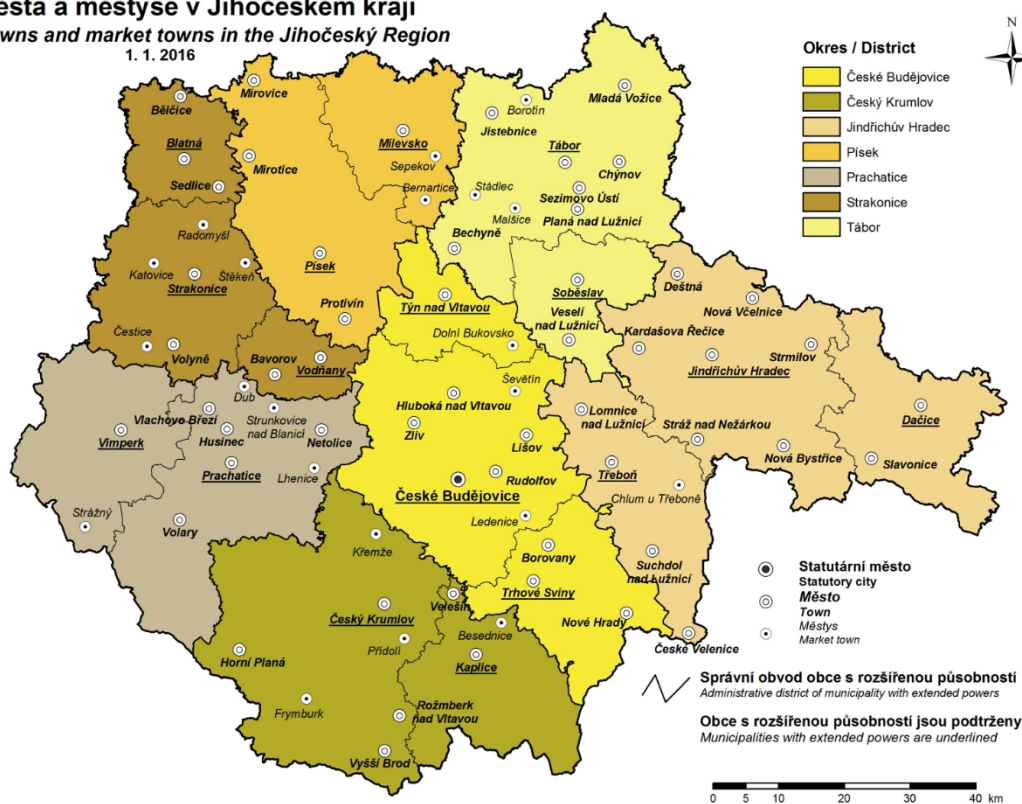 ěsta a městyse v Jihočeském kraji
wns and market towns in the Jihočeský Region
1. 1. 2016
N
Okres / District
České Budějovice
Český Krumlov
Jindřichův Hradec
Písek
Prachatice
Strakonice
Tábor
Bělčice
Blatná
Sedlice
Radomyšl
Katovice
Štěkeň
Strakonice
Čestice
Volyně
Bavorov
Vodňany
Mirovice
Mirotice
Milevsko
Sepekov
Bernartice
Písek
Protivín
Mladá Vožice
Borotín
Jistebnice
Tábor
Chýnov
Sezimovo Ústí
Planá nad Lužnicí
Stádlec
Malšice
Bechyně
Soběslav
Veselí
nad Lužnicí
Týn nad Vltavou
Dolní Bukovsko
Ševětín
Hluboká nad Vltavou
Zliv
Lišov
Rudolfov
České Budějovice
Ledenice
Borovany
Trhové Sviny
Nové Hrady
Deštná
Nová Včelnice
Kardašova Řečice
Jindřichův Hradec
Strmilov
Dačice
Slavonice
Nová Bystřice
Stráž nad Nežárkou
Lomnice
nad Lužnicí
Třeboň
Chlum u Třeboně
Suchdol
nad Lužnicí
České Velenice
Dub
Vlachovo Březí
Strunkovice
nad Blanicí
Husinec
Netolice
Vimperk
Prachatice
Lhenice
Strážný
Volary
Křemže
Velešín
Český Krumlov
Besednice
Přídolí
Kaplice
Horní Planá
Frymburk
Rožmberk
nad Vltavou
Vyšší Brod
Statutární město
Statutory city
Město
Town
Městys
Market town
Správní obvod obce s rozšířenou působností
Administrative district of municipality with extended powers
Obce s rozšířenou působností jsou podtrženy
Municipalities with extended powers are underlined
0 5 10 20 30 40 km